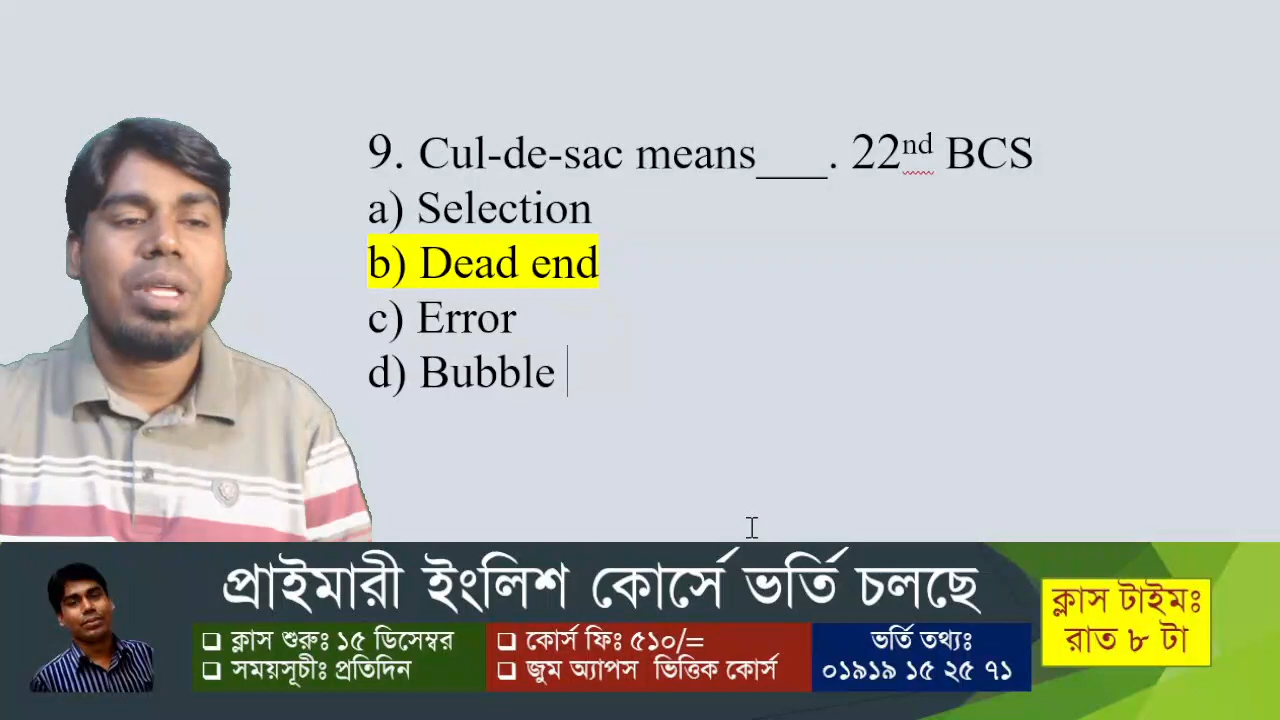 9. Cul-de-sac means___. 22nd BCS
a) Selection
b) Dead end
c) Error
d) Bubble
প্রাইমারী ইংলিশ কোর্সে ভর্তি চলছে
ক্লাস শুরুঃ ১৫ ডিসেম্বর
সময়সূচীঃ প্রতিদিন
কোর্স ফিঃ ৫১০/=
জুম অ্যাপস ভিত্তিক কোর্স
ভর্তি তথ্যঃ
০১৯১৯ ১৫ ২৫ ৭১
ক্লাস টাইমঃ
রাত ৮ টা